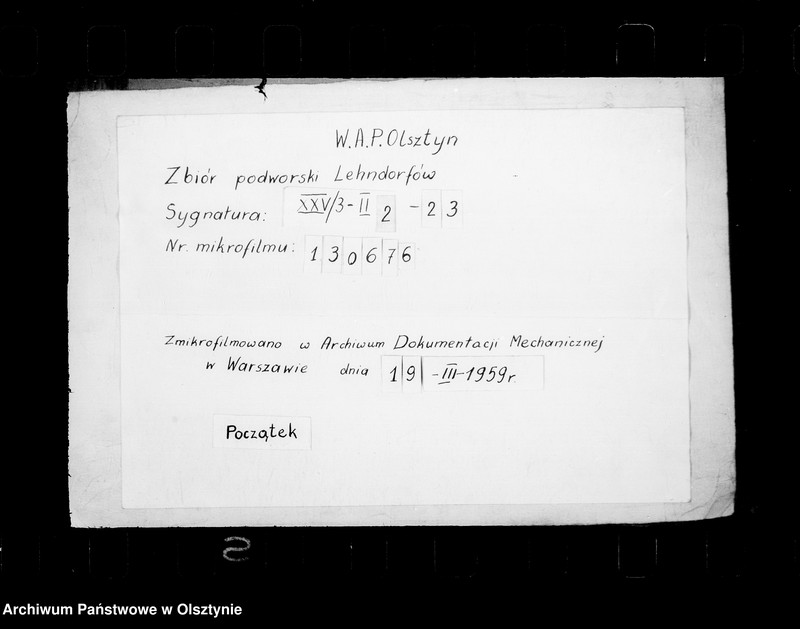 W.A.P. Olsztyn
Zbiór podworski Lehndorfów
Sygnatura: XXV/3-II 2 - 23
Nr. mikrofilmu: 130676
Zmikrofilmowano w Archiwum Dokumentacji Mechanicznej
w Warszawie dnia 19-III-1959r.
Początek
2
Archiwum Państwowe w Olsztynie